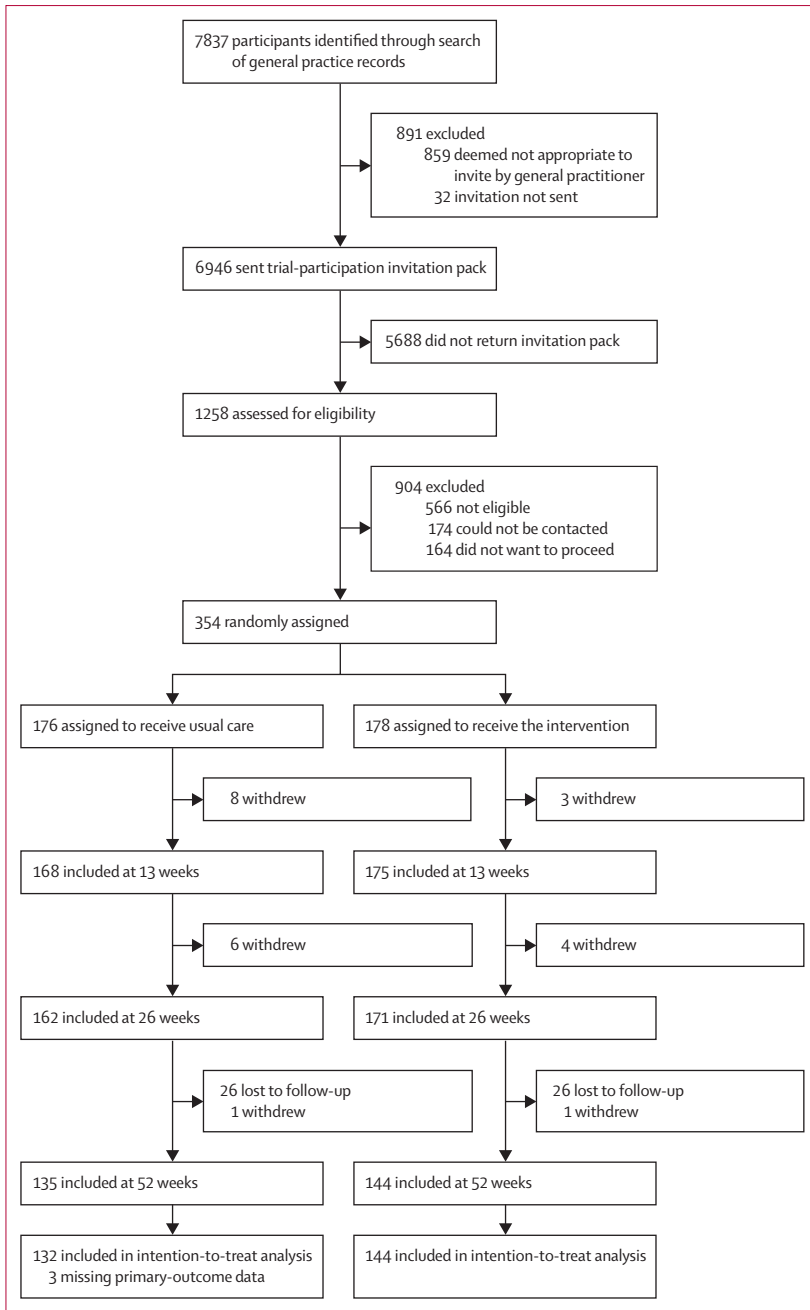 7837 participants identified through search
of general practice records
891 excluded
859 deemed not appropriate to
invite by general practitioner
32 invitation not sent
6946 sent trial-participation invitation pack
5688 did not return invitation pack
1258 assessed for eligibility
904 excluded
566 not eligible
174 could not be contacted
164 did not want to proceed
354 randomly assigned
176 assigned to receive usual care
178 assigned to receive the intervention
8 withdrew
3 withdrew
168 included at 13 weeks
175 included at 13 weeks
6 withdrew
4 withdrew
162 included at 26 weeks
171 included at 26 weeks
26 lost to follow-up
1 withdrew
26 lost to follow-up
1 withdrew
135 included at 52 weeks
144 included at 52 weeks
132 included in intention-to-treat analysis
3 missing primary-outcome data
144 included in intention-to-treat analysis